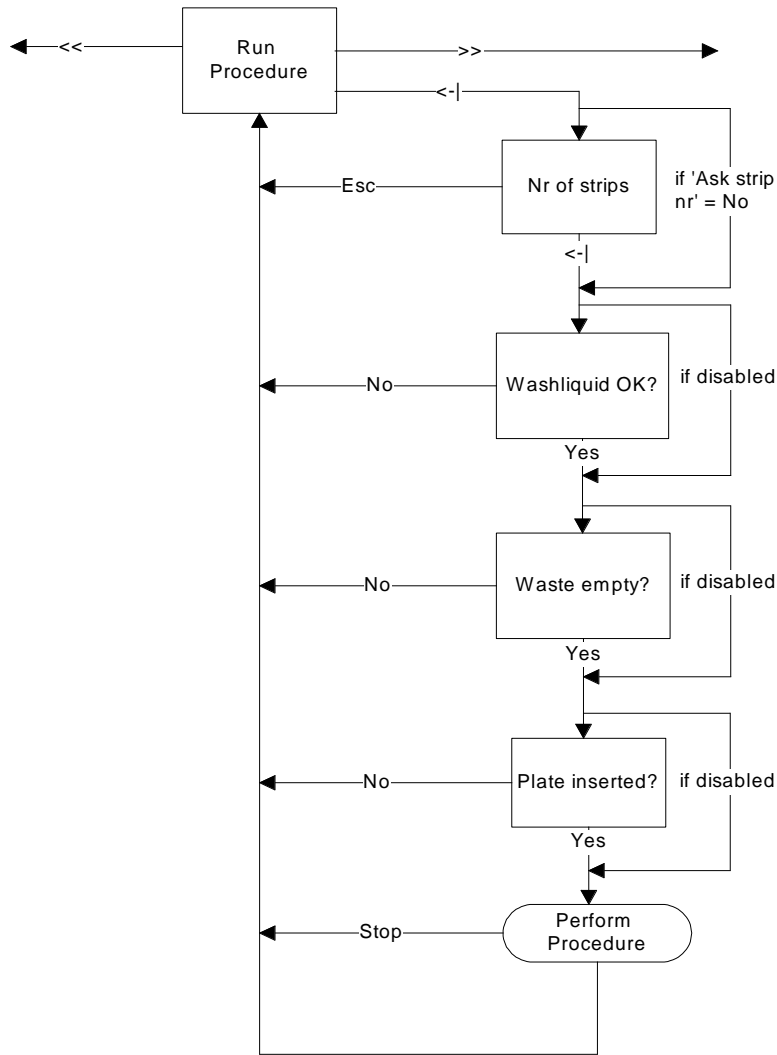 <<
Run
Procedure
>>
<-|
Nr of strips
if 'Ask strip
nr' = No
Esc
<-|
Washliquid OK?
if disabled
No
Yes
Waste empty?
if disabled
No
Yes
Plate inserted?
if disabled
No
Yes
Perform
Procedure
Stop